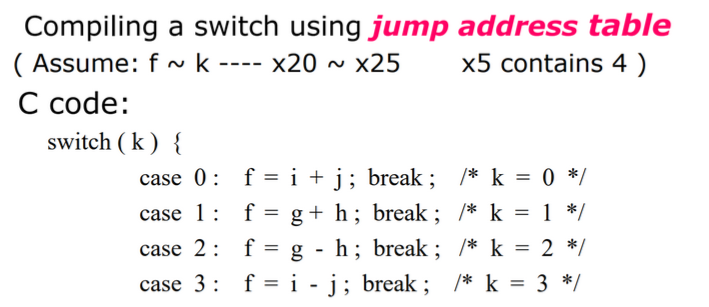 Compiling a switch using jump address table
( Assume: f ~ k ---- x20 ~ x25 x5 contains 4 )
C code:
switch ( k ) {
case 0 : f = i + j ; break ; /* k = 0 */
case 1 : f = g + h ; break ; /* k = 1 */
case 2 : f = g - h ; break ; /* k = 2 */
case 3 : f = i - j ; break ; /* k = 3 */